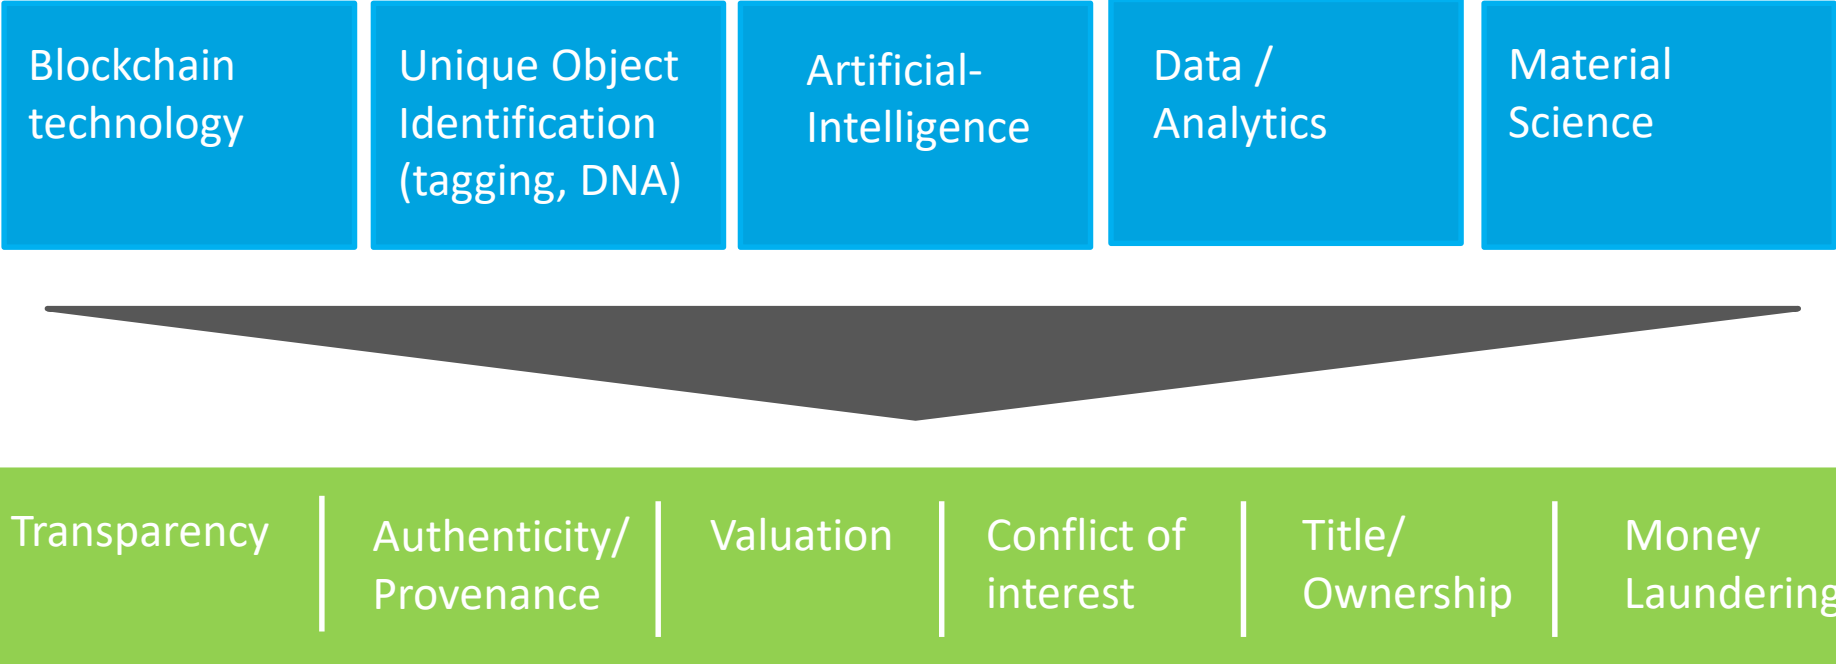 Blockchain
technology
Unique Object
Identification
(tagging, DNA)
Artificial-
Intelligence
Data /
Analytics
Material
Science
Transparency
Authenticity/
Provenance
Valuation
Conflict of
interest
Title/
Ownership
Money
Laundering